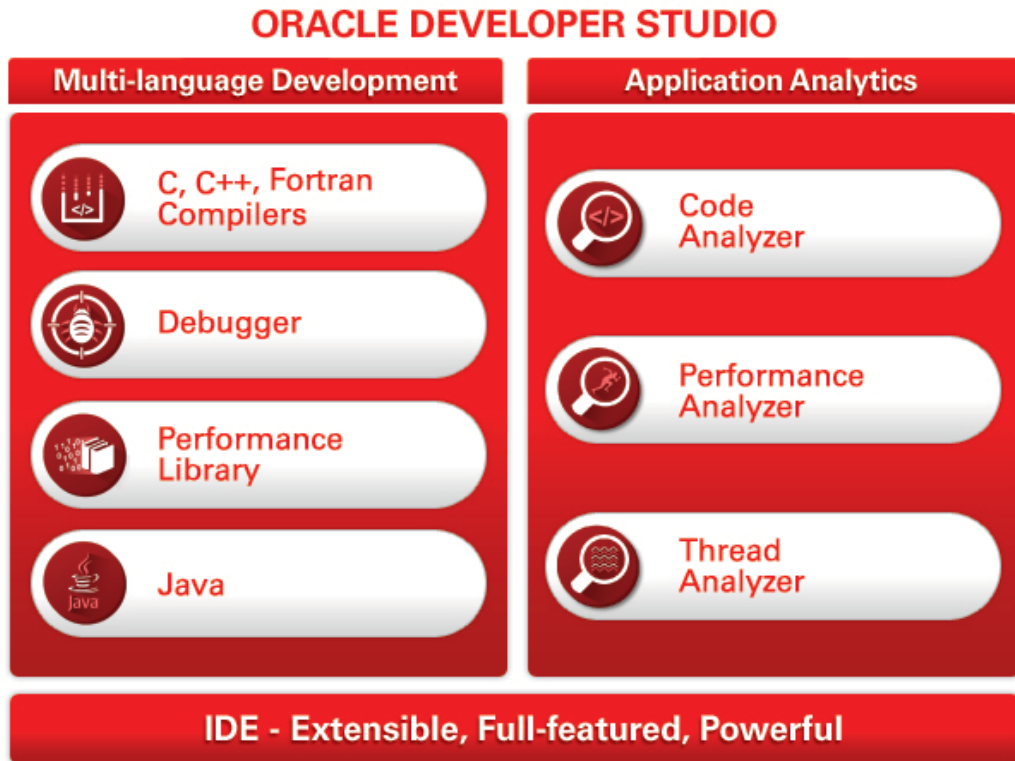 ORACLE DEVELOPER STUDIO
Multi-language Development
C, C++, Fortran
Compilers
</>
Debugger
Performance
Library
Java
Java
Application Analytics
</>
Code
Analyzer
Performance
Analyzer
Thread
Analyzer
IDE - Extensible, Full-featured, Powerful